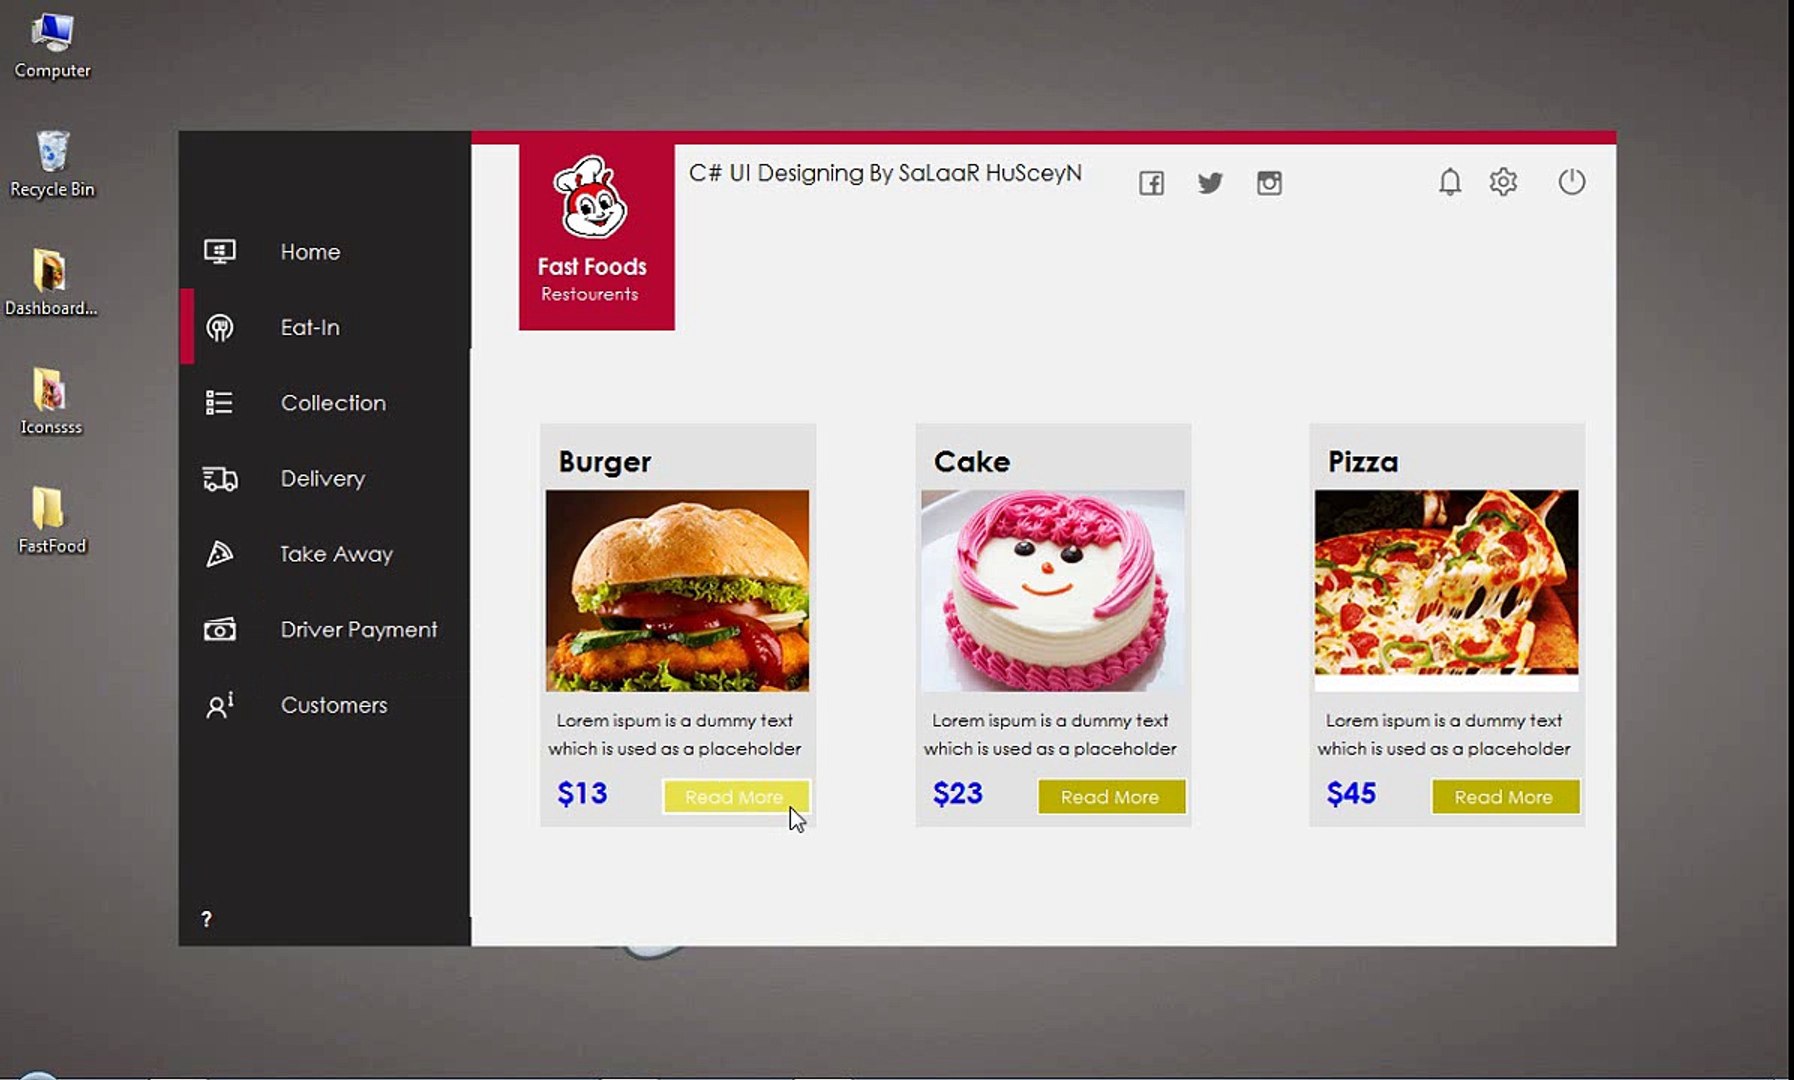 Computer
Recycle Bin
Dashboard...
Iconssss
FastFood
Home
Eat-In
Collection
Delivery
Take Away
Driver Payment
Customers
?
Fast Foods
Restourents
C# UI Designing By SaLaaR HuSceyN
Burger
Lorem ispum is a dummy text
which is used as a placeholder
$13
Read More
Cake
Lorem ispum is a dummy text
which is used as a placeholder
$23
Read More
Pizza
Lorem ispum is a dummy text
which is used as a placeholder
$45
Read More